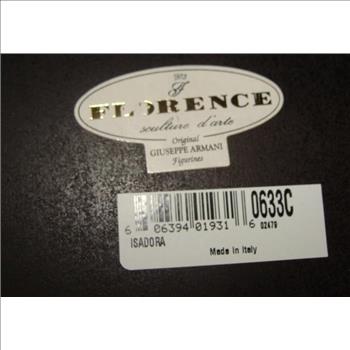 1973
FLORENCE
sculture d'arte
Original
GIUSEPPE ARMANI
Figurines
0633C
6 06394 01931 6
02479
ISADORA
Made in Italy